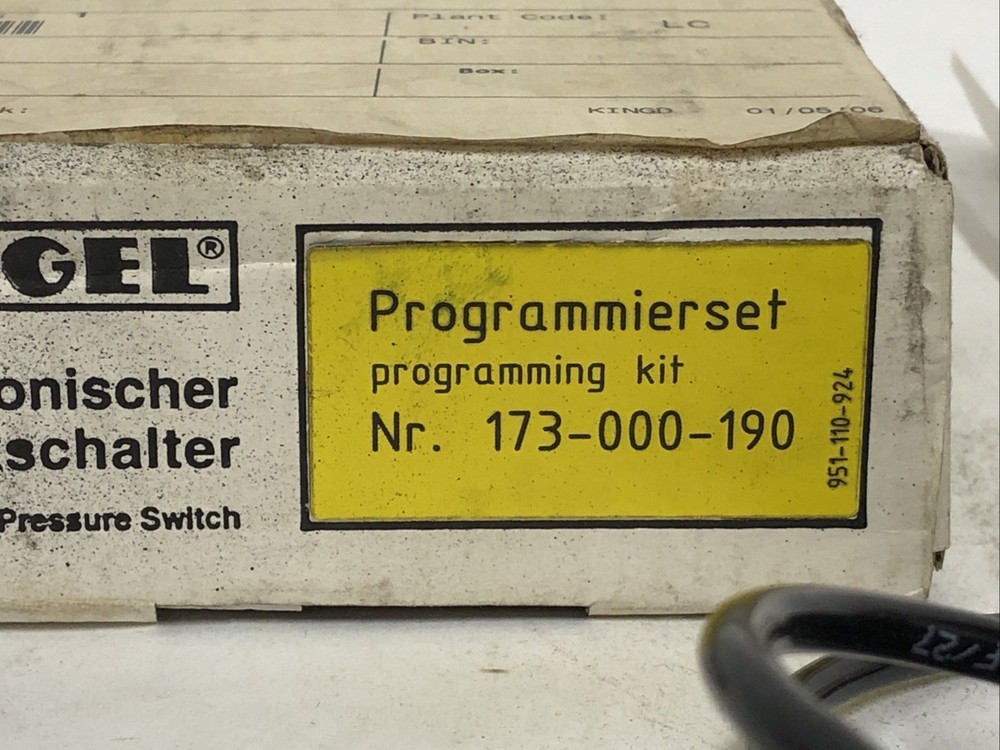 Plant Code: LC
BIN:
Box:
k:
KINGD 01/05/06
GEL®
onischer
schalter
Pressure Switch
Programmierset
programming kit
Nr. 173-000-190
951-110-924